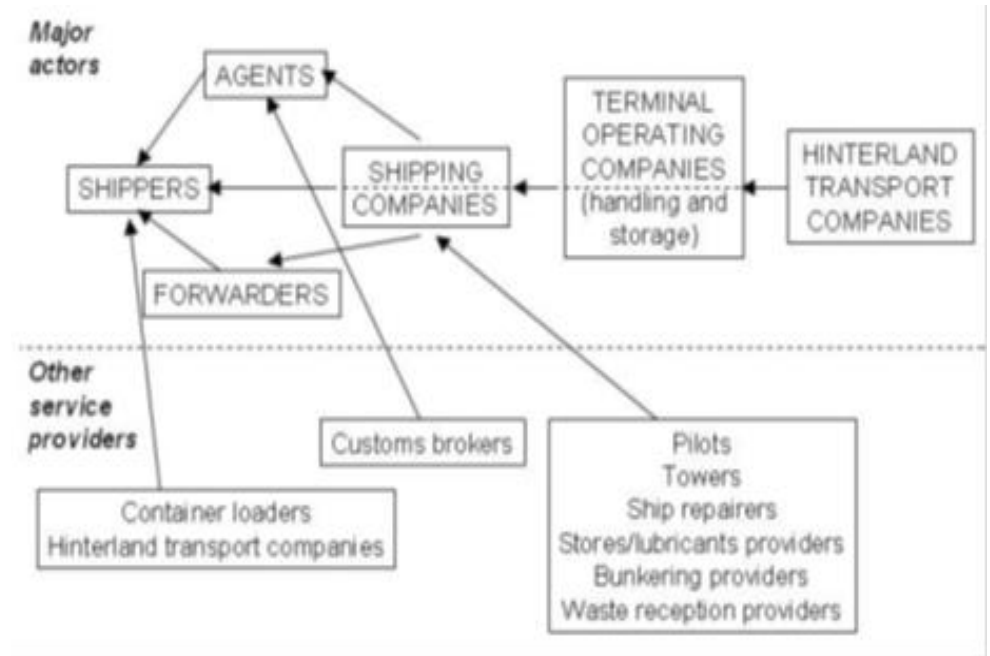 Major
actors
AGENTS
SHIPPERS
SHIPPING
COMPANIES
FORWARDERS
TERMINAL
OPERATING
COMPANIES
(handling and
storage)
HINTERLAND
TRANSPORT
COMPANIES
Other
service
providers
Customs brokers
Container loaders
Hinterland transport companies
Pilots
Towers
Ship repairers
Stores/lubricants providers
Bunkering providers
Waste reception providers